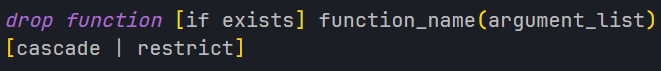 drop function [if exists] function_name(argument_list)
[cascade | restrict]